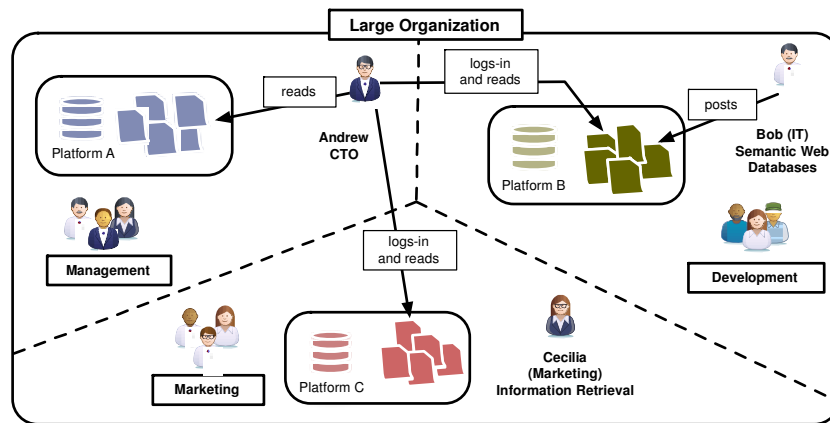 Large Organization
logs-in
and reads
reads
posts
Platform A
Andrew
CTO
Bob (IT)
Semantic Web
Databases
Platform B
Management
logs-in
and reads
Development
Marketing
Platform C
Cecilia
(Marketing)
Information Retrieval